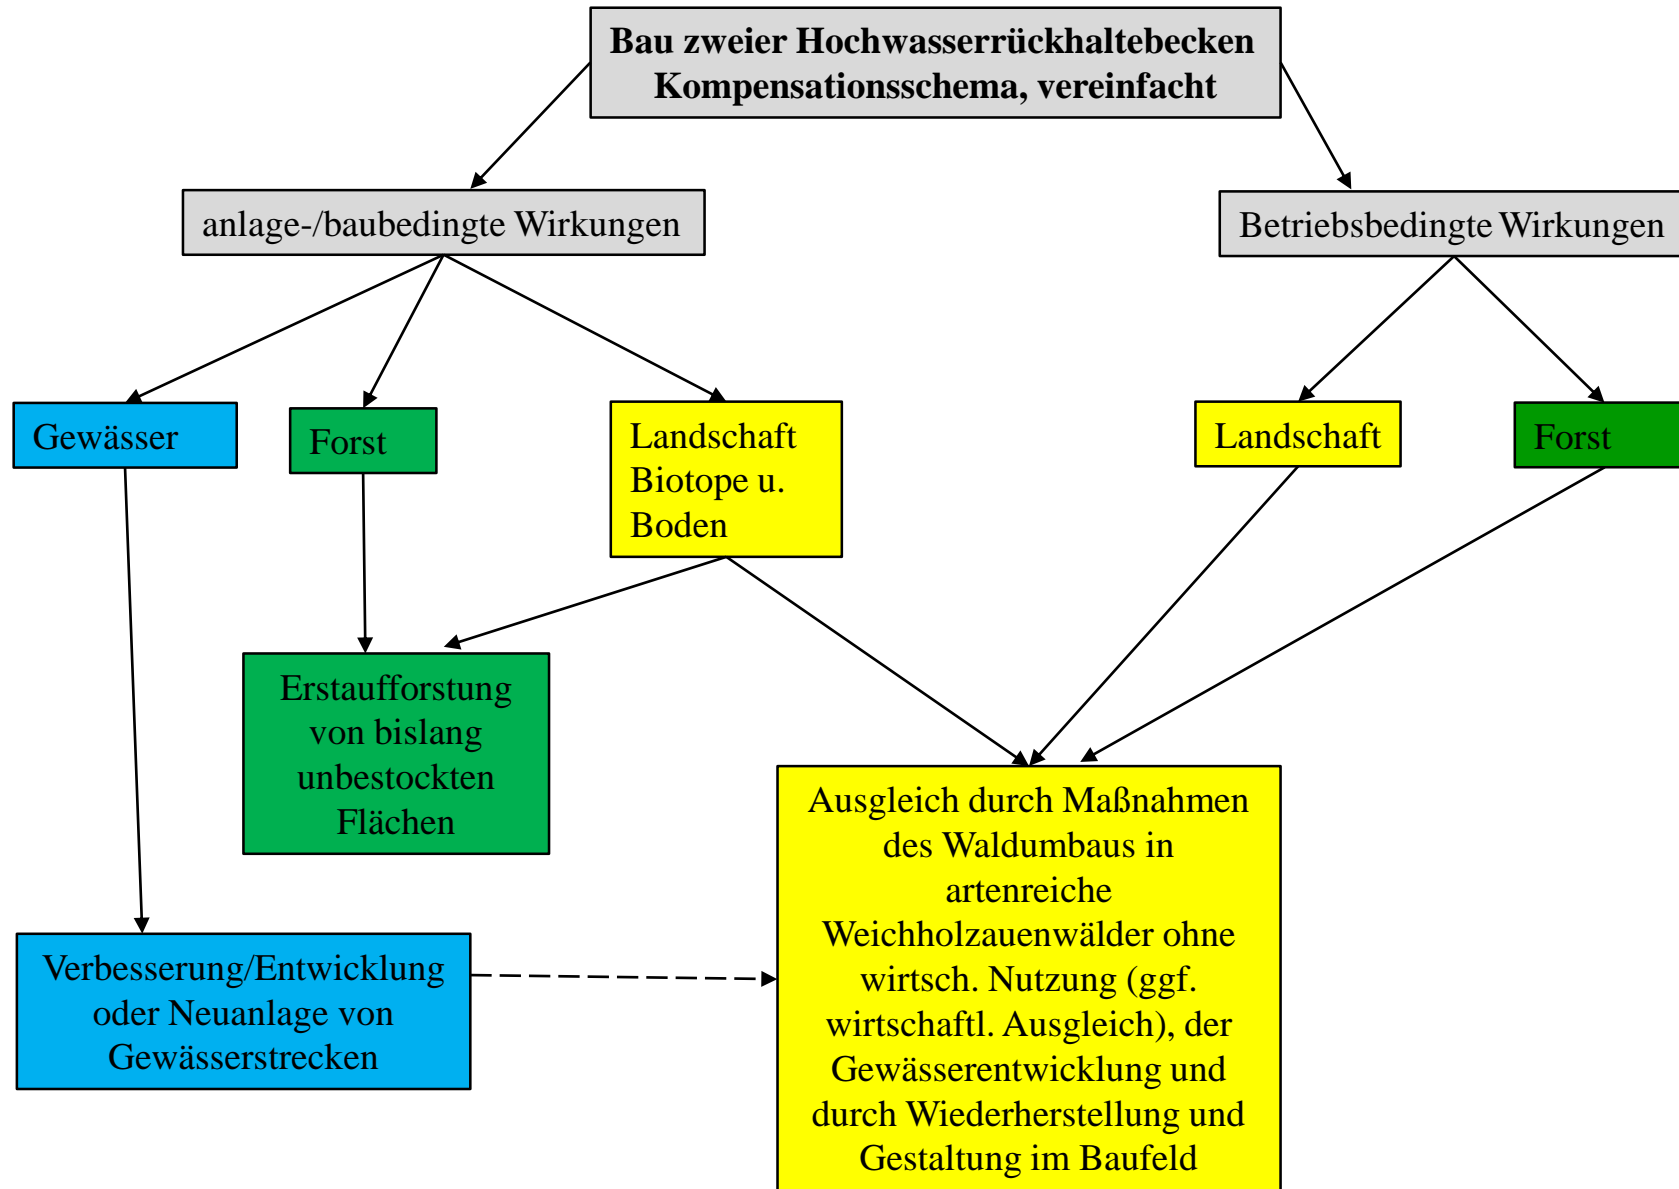 Bau zweier Hochwasserrückhaltebecken
Kompensationsschema, vereinfacht
anlage-/baubedingte Wirkungen
Betriebsbedingte Wirkungen
Gewässer
Forst
Landschaft
Biotope u.
Boden
Landschaft
Forst
Erstaufforstung
von bislang
unbestockten
Flächen
Ausgleich durch Maßnahmen
des Waldumbaus in
artenreiche
Weichholzauenwälder ohne
wirtsch. Nutzung (ggf.
wirtschaftl. Ausgleich), der
Gewässerentwicklung und
durch Wiederherstellung und
Gestaltung im Baufeld
Verbesserung/Entwicklung
oder Neuanlage von
Gewässerstrecken